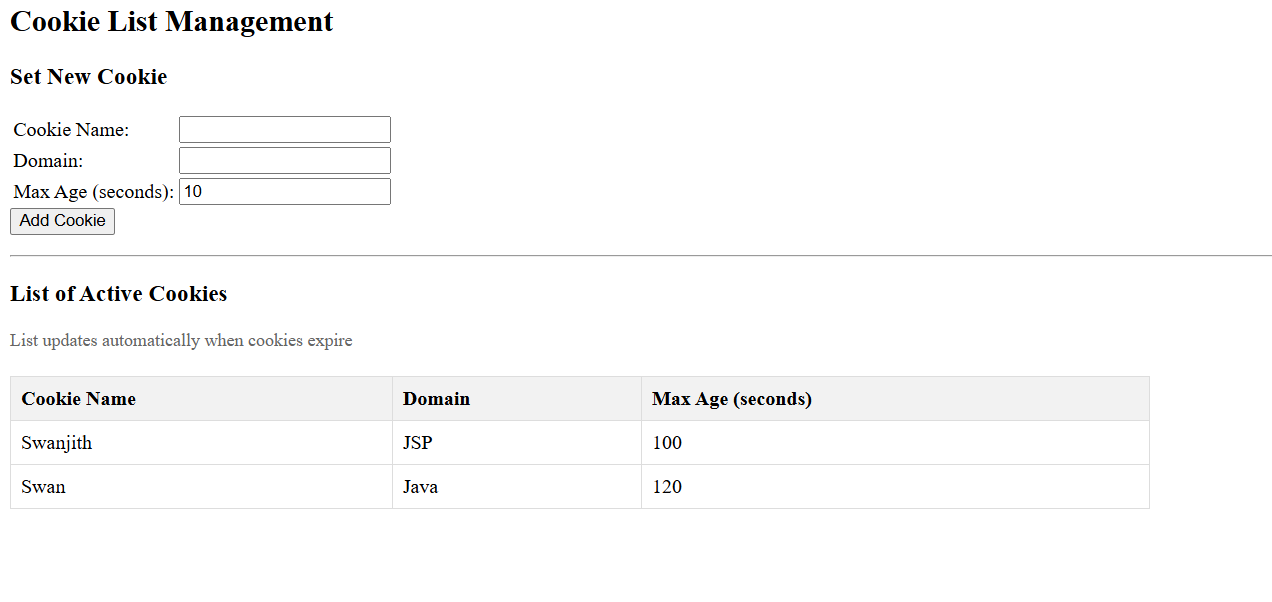 Cookie List Management
Set New Cookie
Cookie Name:
Domain:
Max Age (seconds): 10
Add Cookie
List of Active Cookies
List updates automatically when cookies expire
Cookie Name Domain Max Age (seconds)
Swanjith JSP 100
Swan Java 120